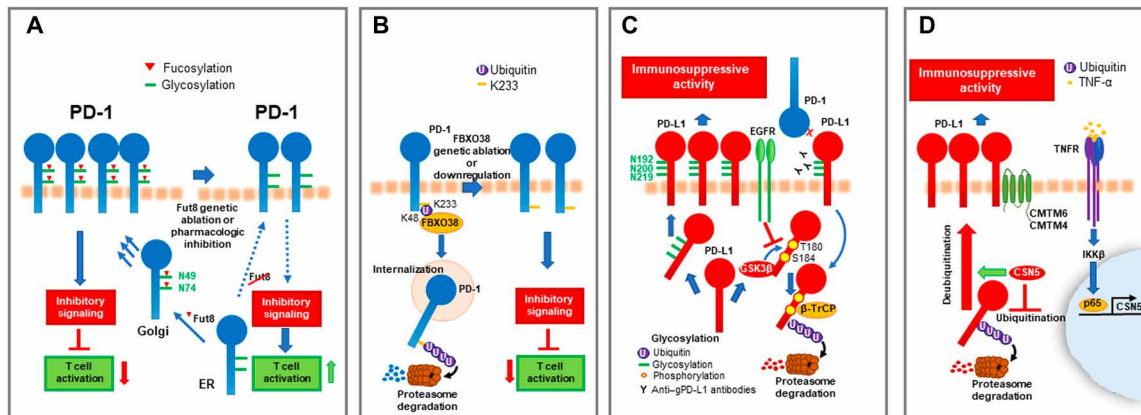 A
Fucosylation
Glycosylation
PD-1
PD-1
Fut8 genetic
ablation or
pharmacologic
inhibition
N49
N74
Fut8
Golgi
Fut8
ER
Inhibitory
signaling
T cell
activation
Inhibitory
signaling
T cell
activation
B
U Ubiquitin
K233
PD-1
FBXO38
genetic ablation
or
downregulation
K233
K48
U
FBXO38
Internalization
PD-1
U U U U
Proteasome
degradation
Inhibitory
signaling
T cell
activation
C
Immunosuppressive
activity
PD-1
PD-L1
EGFR
X
PD-L1
N192
N200
N219
T180
S184
PD-L1
GSK3β
β-TrCP
U U U U
Proteasome
degradation
Glycosylation
U Ubiquitin
Glycosylation
Phosphorylation
Anti–gPD-L1 antibodies
D
Immunosuppressive
activity
U Ubiquitin
TNF-α
PD-L1
TNFR
CMTM6
CMTM4
IKKβ
Deubiquitination
CSN5
p65
CSN5
Ubiquitination
U U U U
Proteasome
degradation